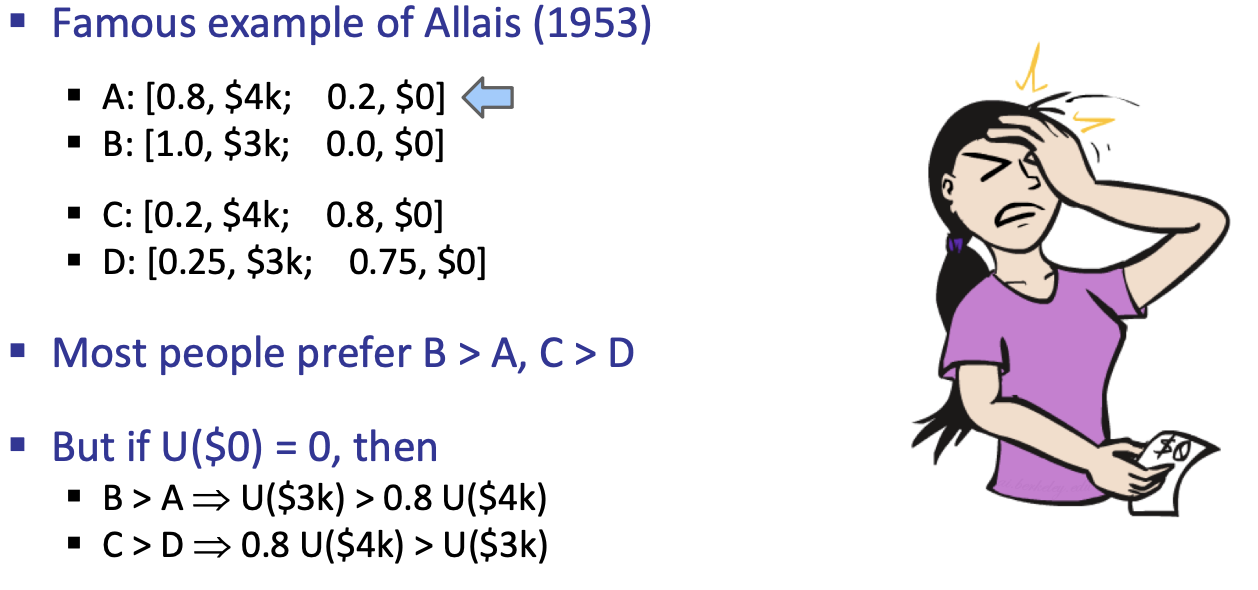 ▪ Famous example of Allais (1953)
▪ A: [0.8, $4k; 0.2, $0]
▪ B: [1.0, $3k; 0.0, $0]
▪ C: [0.2, $4k; 0.8, $0]
▪ D: [0.25, $3k; 0.75, $0]
▪ Most people prefer B > A, C > D
▪ But if U($0) = 0, then
▪ B > A ⇒ U($3k) > 0.8 U($4k)
▪ C > D ⇒ 0.8 U($4k) > U($3k)
$0